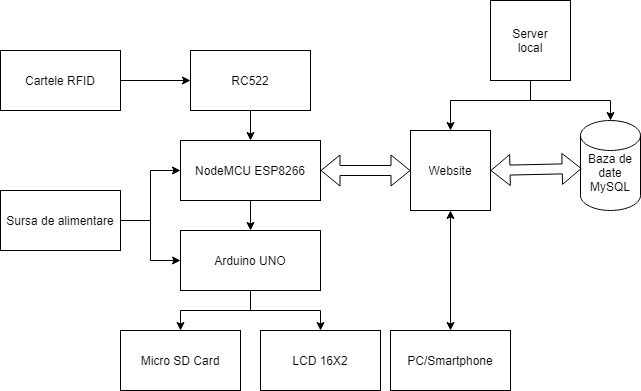 Server
local
Cartele RFID
RC522
NodeMCU ESP8266
Website
Baza de
date
MySQL
Sursa de alimentare
Arduino UNO
Micro SD Card
LCD 16X2
PC/Smartphone